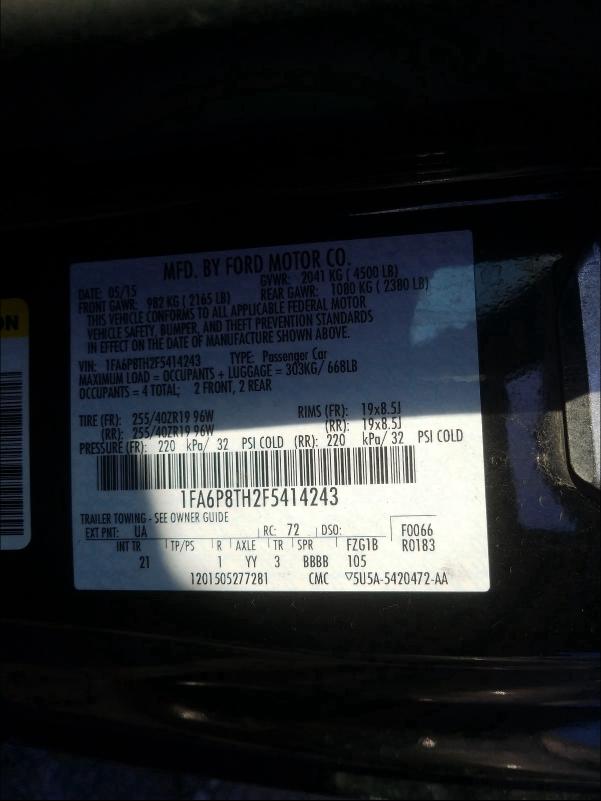 MFD. BY FORD MOTOR CO.
DATE: 05/15 GVWR: 2041 KG ( 4500 LB)
FRONT GAWR: 982 KG ( 2165 LB) REAR GAWR: 1080 KG ( 2380 LB)
THIS VEHICLE CONFORMS TO ALL APPLICABLE FEDERAL MOTOR
VEHICLE SAFETY, BUMPER, AND THEFT PREVENTION STANDARDS
IN EFFECT ON THE DATE OF MANUFACTURE SHOWN ABOVE.
VIN: 1FA6P8TH2F5414243 TYPE: Passenger Car
MAXIMUM LOAD = OCCUPANTS + LUGGAGE = 303KG/ 668LB
OCCUPANTS = 4 TOTAL; 2 FRONT, 2 REAR
TIRE (FR): 255/40ZR19 96W RIMS (FR): 19x8.5J
(RR): 255/40ZR19 96W (RR): 19x8.5J
PRESSURE (FR): 220 kPa/ 32 PSI COLD (RR): 220 kPa/ 32 PSI COLD
1FA6P8TH2F5414243
TRAILER TOWING - SEE OWNER GUIDE
EXT PNT: UA RC: 72 DSO: F0066
INT TR TP/PS R AXLE TR SPR FZG1B R0183
21 1 YY 3 BBBB 105
1201505277281 CMC ▽5U5A-5420472-AA
ON